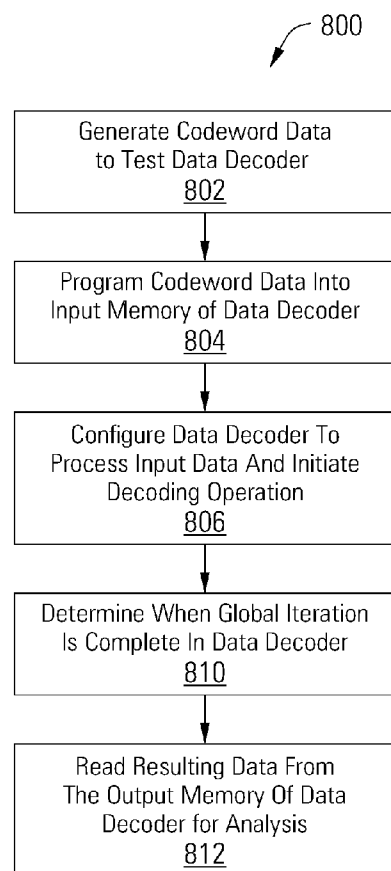 800
Generate Codeword Data
to Test Data Decoder
802
Program Codeword Data Into
Input Memory of Data Decoder
804
Configure Data Decoder To
Process Input Data And Initiate
Decoding Operation
806
Determine When Global Iteration
Is Complete In Data Decoder
810
Read Resulting Data From
The Output Memory Of Data
Decoder for Analysis
812